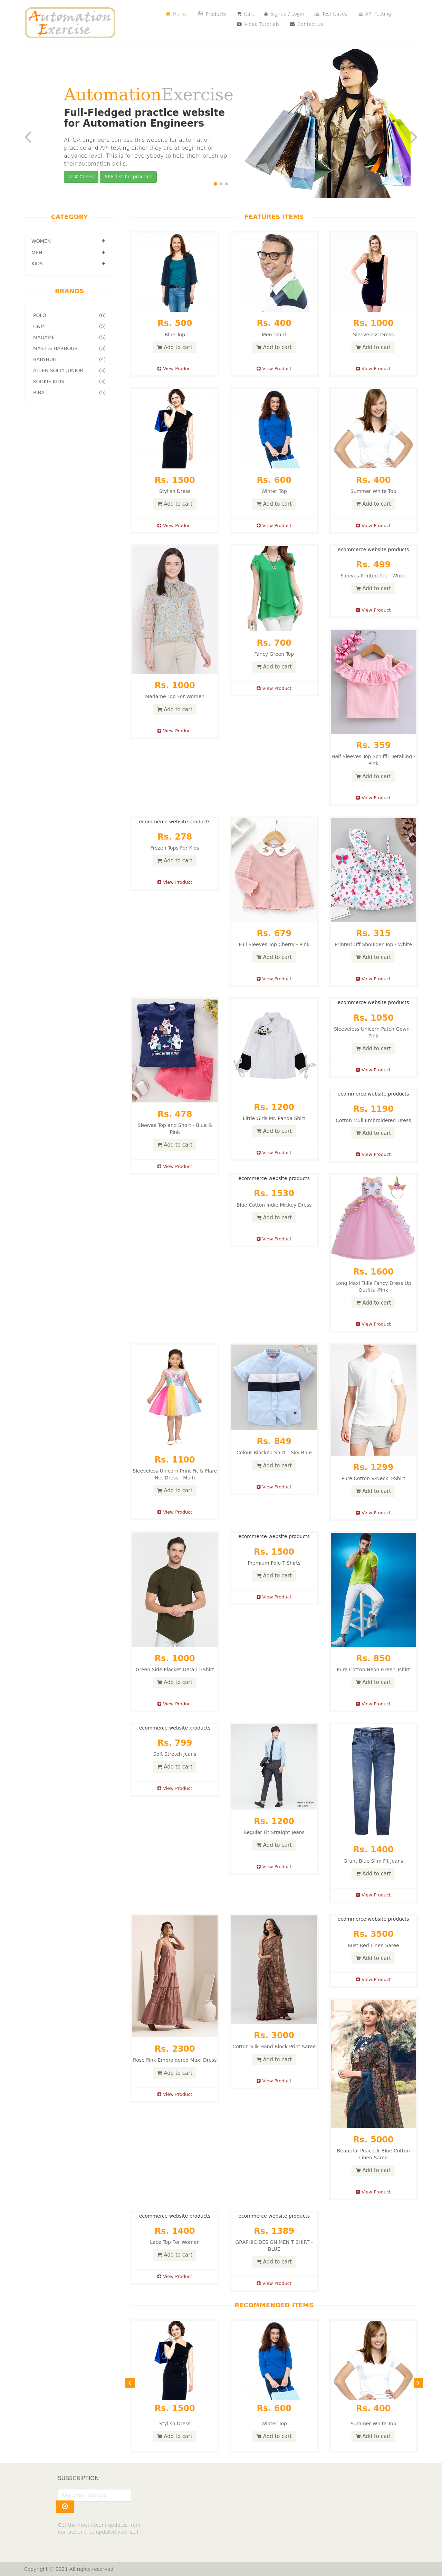 Automation
Exercise
Home
Products
Cart
Signup / Login
Test Cases
API Testing
Video Tutorials
Contact us
AutomationExercise
Full-Fledged practice website
for Automation Engineers
All QA engineers can use this website for automation
practice and API testing either they are at beginner or
advance level. This is for everybody to help them brush up
their automation skills.
Test Cases
APIs list for practice
CATEGORY
WOMEN
MEN
KIDS
BRANDS
POLO (6)
H&M (5)
MADAME (5)
MAST & HARBOUR (3)
BABYHUG (4)
ALLEN SOLLY JUNIOR (3)
KOOKIE KIDS (3)
BIBA (5)
FEATURES ITEMS
Rs. 500
Blue Top
Add to cart
View Product
Rs. 400
Men Tshirt
Add to cart
View Product
Rs. 1000
Sleeveless Dress
Add to cart
View Product
Rs. 1500
Stylish Dress
Add to cart
View Product
Rs. 600
Winter Top
Add to cart
View Product
Rs. 400
Summer White Top
Add to cart
View Product
Rs. 1000
Madame Top For Women
Add to cart
View Product
Rs. 700
Fancy Green Top
Add to cart
View Product
ecommerce website products
Rs. 499
Sleeves Printed Top - White
Add to cart
View Product
Rs. 359
Half Sleeves Top Schiffli Detailing -
Pink
Add to cart
View Product
ecommerce website products
Rs. 278
Frozen Tops For Kids
Add to cart
View Product
Rs. 679
Full Sleeves Top Cherry - Pink
Add to cart
View Product
Rs. 315
Printed Off Shoulder Top - White
Add to cart
View Product
Rs. 478
Sleeves Top and Short - Blue &
Pink
Add to cart
View Product
Rs. 1200
Little Girls Mr. Panda Shirt
Add to cart
View Product
ecommerce website products
Rs. 1050
Sleeveless Unicorn Patch Gown -
Pink
Add to cart
View Product
ecommerce website products
Rs. 1190
Cotton Mull Embroidered Dress
Add to cart
View Product
ecommerce website products
Rs. 1530
Blue Cotton Indie Mickey Dress
Add to cart
View Product
Rs. 1600
Long Maxi Tulle Fancy Dress Up
Outfits -Pink
Add to cart
View Product
Rs. 1100
Sleeveless Unicorn Print Fit & Flare
Net Dress - Multi
Add to cart
View Product
Rs. 849
Colour Blocked Shirt – Sky Blue
Add to cart
View Product
Rs. 1299
Pure Cotton V-Neck T-Shirt
Add to cart
View Product
Rs. 1000
Green Side Placket Detail T-Shirt
Add to cart
View Product
ecommerce website products
Rs. 1500
Premium Polo T-Shirts
Add to cart
View Product
Rs. 850
Pure Cotton Neon Green Tshirt
Add to cart
View Product
ecommerce website products
Rs. 799
Soft Stretch Jeans
Add to cart
View Product
Rs. 1200
Regular Fit Straight Jeans
Add to cart
View Product
Rs. 1400
Grunt Blue Slim Fit Jeans
Add to cart
View Product
Rs. 2300
Rose Pink Embroidered Maxi Dress
Add to cart
View Product
Rs. 3000
Cotton Silk Hand Block Print Saree
Add to cart
View Product
ecommerce website products
Rs. 3500
Rust Red Linen Saree
Add to cart
View Product
Rs. 5000
Beautiful Peacock Blue Cotton
Linen Saree
Add to cart
View Product
ecommerce website products
Rs. 1400
Lace Top For Women
Add to cart
View Product
ecommerce website products
Rs. 1389
GRAPHIC DESIGN MEN T SHIRT -
BLUE
Add to cart
View Product
RECOMMENDED ITEMS
Rs. 1500
Stylish Dress
Add to cart
Rs. 600
Winter Top
Add to cart
Rs. 400
Summer White Top
Add to cart
SUBSCRIPTION
Your email address
Get the most recent updates from
our site and be updated your self...
Copyright © 2021 All rights reserved